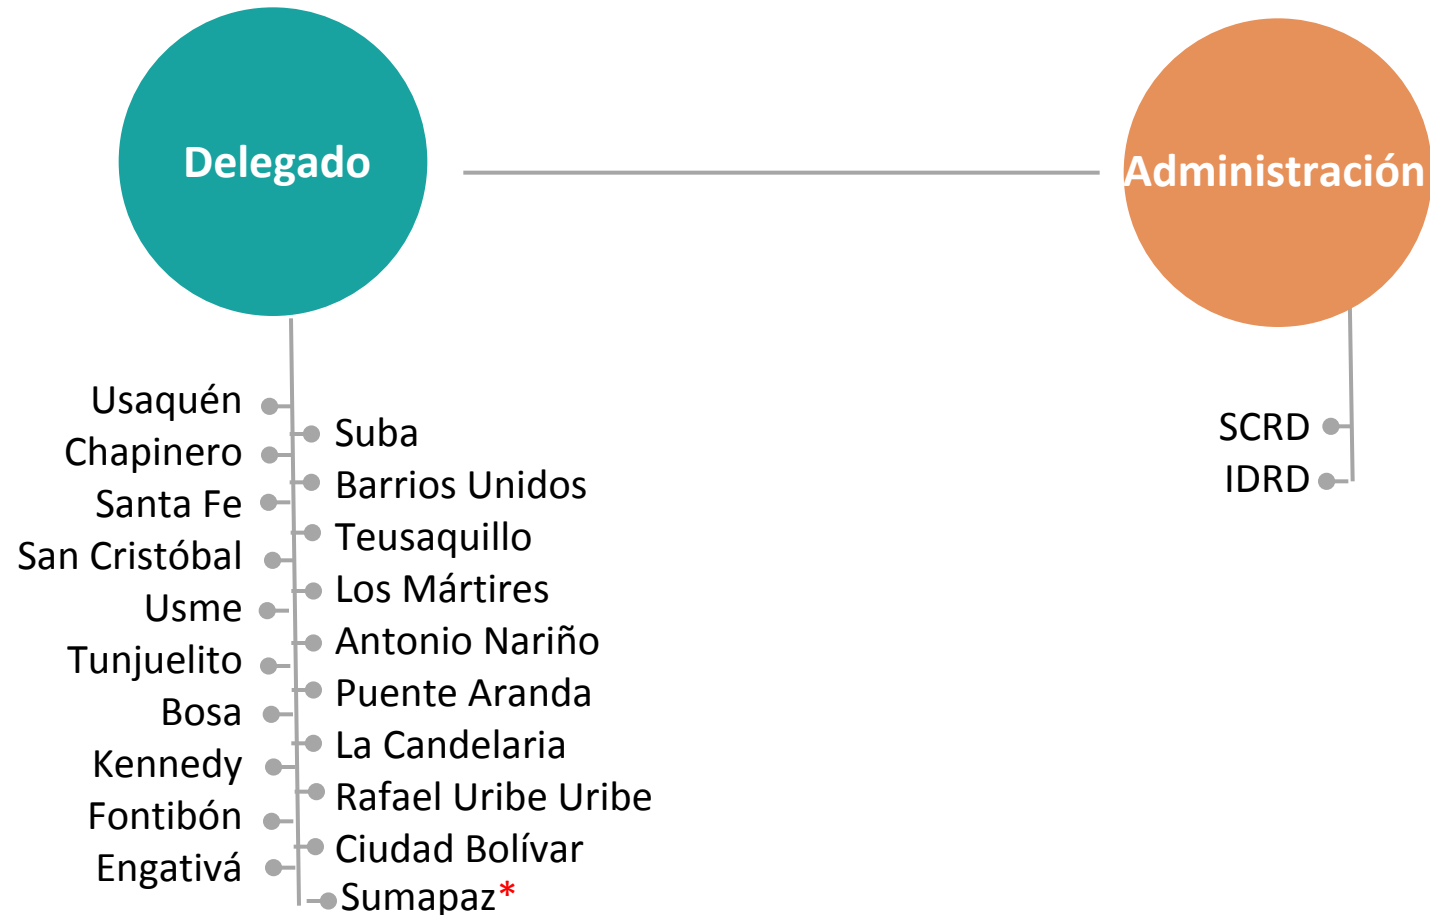 Delegado
Administración
Usaquén
Chapinero
Santa Fe
San Cristóbal
Usme
Tunjuelito
Bosa
Kennedy
Fontibón
Engativá
Suba
Barrios Unidos
Teusaquillo
Los Mártires
Antonio Nariño
Puente Aranda
La Candelaria
Rafael Uribe Uribe
Ciudad Bolívar
Sumapaz*
SCRD
IDRD